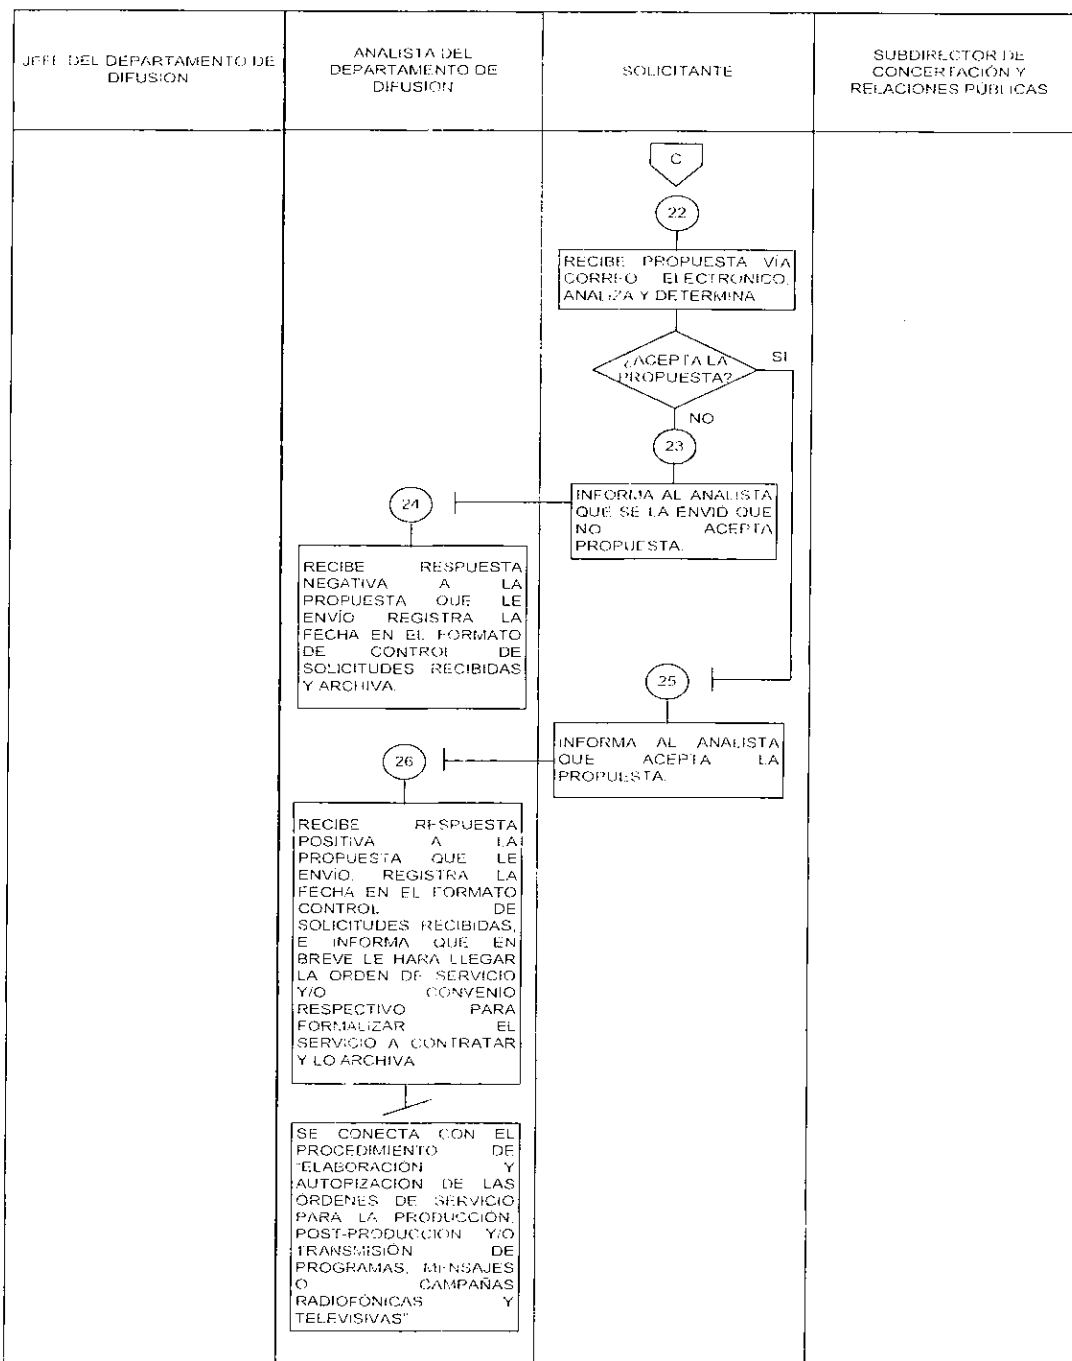 JEFE DEL DEPARTAMENTO DE
DIFUSIÓN
ANALISTA DEL
DEPARTAMENTO DE
DIFUSIÓN
SOLICITANTE
SUBDIRECTOR DE
CONCERTACIÓN Y
RELACIONES PÚBLICAS
C
22
RECIBE PROPUESTA VÍA
CORREO ELECTRÓNICO,
ANALIZA Y DETERMINA
¿ACEPTA LA
PROPUESTA?
SI
NO
23
INFORMA AL ANALISTA
QUE SE LA ENVIÓ QUE
NO ACEPTA
PROPUESTA.
24
RECIBE RESPUESTA
NEGATIVA A LA
PROPUESTA QUE LE
ENVÍO REGISTRA LA
FECHA EN EL FORMATO
DE CONTROL DE
SOLICITUDES RECIBIDAS
Y ARCHIVA.
25
INFORMA AL ANALISTA
QUE ACEPTA LA
PROPUESTA.
26
RECIBE RESPUESTA
POSITIVA A LA
PROPUESTA QUE LE
ENVÍO, REGISTRA LA
FECHA EN EL FORMATO
CONTROL DE
SOLICITUDES RECIBIDAS,
E INFORMA QUE EN
BREVE LE HARA LLEGAR
LA ORDEN DE SERVICIO
Y/O CONVENIO
RESPECTIVO PARA
FORMALIZAR EL
SERVICIO A CONTRATAR
Y LO ARCHIVA
SE CONECTA CON EL
PROCEDIMIENTO DE
"ELABORACIÓN Y
AUTORIZACIÓN DE LAS
ÓRDENES DE SERVICIO
PARA LA PRODUCCIÓN,
POST-PRODUCCIÓN Y/O
TRANSMISIÓN DE
PROGRAMAS, MENSAJES
O CAMPAÑAS
RADIOFÓNICAS Y
TELEVISIVAS"